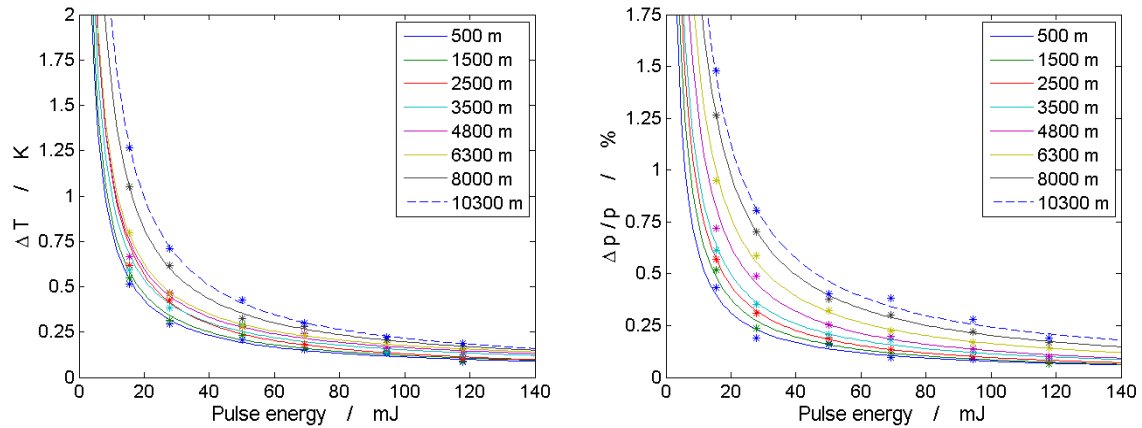 2
1.75
1.5
1.25
1
0.75
0.5
0.25
0
Δ T / K
0 20 40 60 80 100 120 140
Pulse energy / mJ
500 m
1500 m
2500 m
3500 m
4800 m
6300 m
8000 m
10300 m
1.75
1.5
1.25
1
0.75
0.5
0.25
0
Δ p / p / %
0 20 40 60 80 100 120 140
Pulse energy / mJ
500 m
1500 m
2500 m
3500 m
4800 m
6300 m
8000 m
10300 m